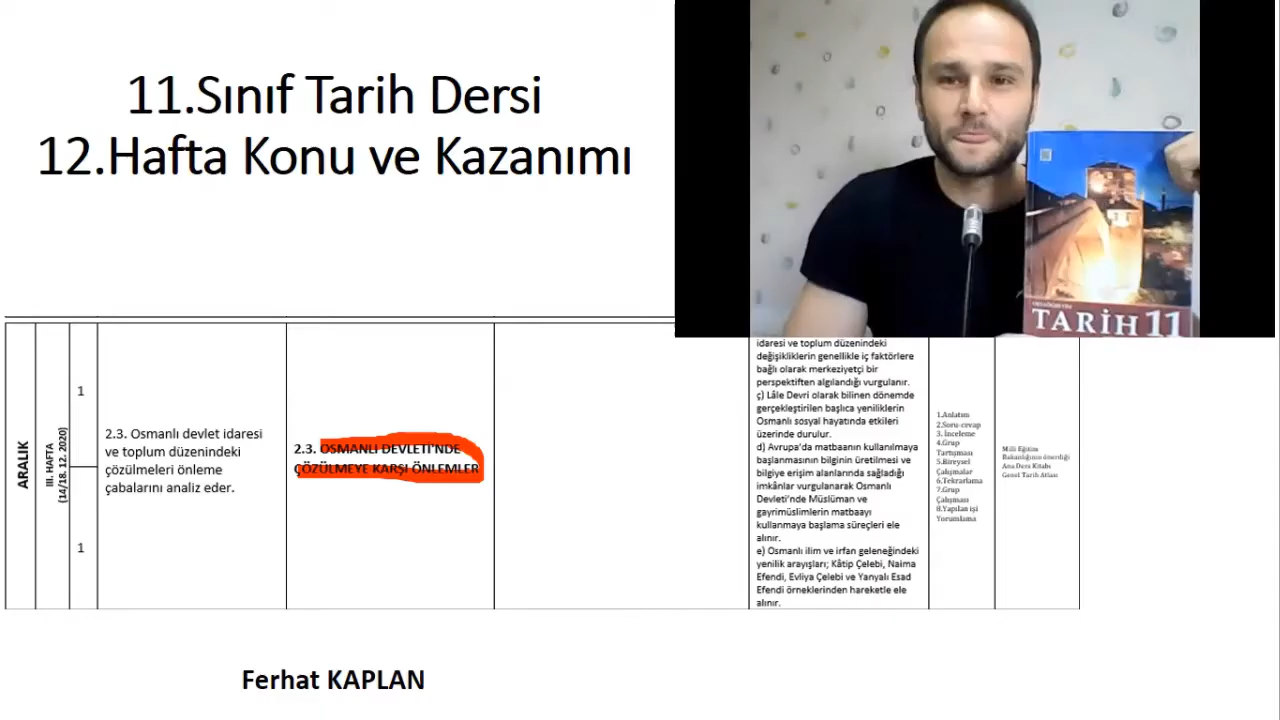 11.Sınıf Tarih Dersi
12.Hafta Konu ve Kazanımı
TARİH 11
ARALIK
III. HAFTA
(14/18. 12. 2020)
1
1
2.3. Osmanlı devlet idaresi
ve toplum düzenindeki
çözülmeleri önleme
çabalarını analiz eder.
2.3. OSMANLI DEVLETİ'NDE
ÇÖZÜLMEYE KARŞI ÖNLEMLER
idaresi ve toplum düzenindeki
değişikliklerin genellikle iç faktörlere
bağlı olarak merkeziyetçi bir
perspektiften algılandığı vurgulanır.
ç) Lâle Devri olarak bilinen dönemde
gerçekleştirilen başlıca yeniliklerin
Osmanlı sosyal hayatında etkileri
üzerinde durulur.
d) Avrupa'da matbaanın kullanılmaya
başlanmasının bilginin üretilmesi ve
bilgiye erişim alanlarında sağladığı
imkânlar vurgulanarak Osmanlı
Devleti'nde Müslüman ve
gayrimüslimlerin matbaayı
kullanmaya başlama süreçleri ele
alınır.
e) Osmanlı ilim ve irfan geleneğindeki
yenilik arayışları; Kâtip Çelebi, Naima
Efendi, Evliya Çelebi ve Yanyalı Esad
Efendi örneklerinden hareketle ele
alınır.
1.Anlatım
2.Soru-cevap
3. İnceleme
4.Grup
Tartışması
5.Bireysel
Çalışmalar
6.Tekrarlama
7.Grup
Çalışması
8.Yapılan işi
Yorumlama
Milli Eğitim
Bakanlığının önerdiği
Ana Ders Kitabı
Genel Tarih Atlası
Ferhat KAPLAN